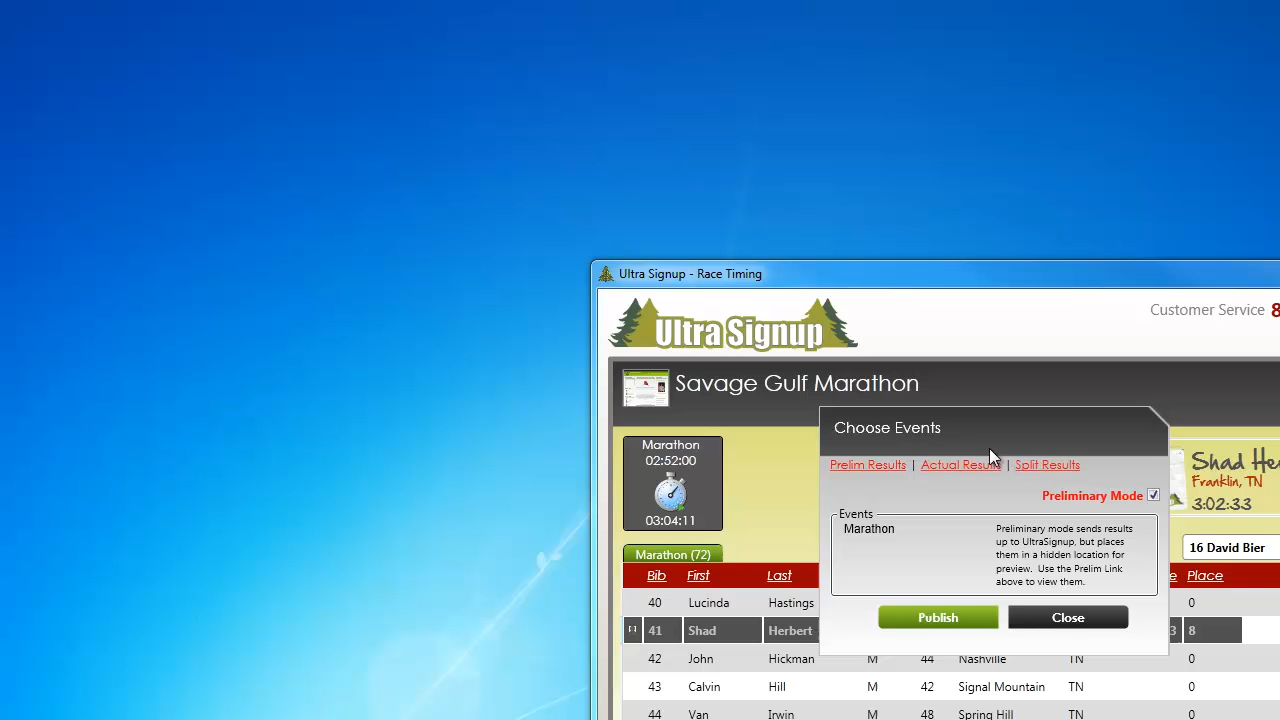 Ultra Signup - Race Timing
Ultra Signup
Customer Service 8
Savage Gulf Marathon
Choose Events
Marathon
02:52:00
03:04:11
Prelim Results | Actual Results | Split Results
Preliminary Mode
Events
Marathon
Preliminary mode sends results
up to UltraSignup, but places
them in a hidden location for
preview. Use the Prelim Link
above to view them.
Publish Close
Shad He
Franklin, TN
3:02:33
16 David Bier
Marathon (72)
Bib First Last e Place
40 Lucinda Hastings 0
41 Shad Herbert 3 8
42 John Hickman M 44 Nashville TN 0
43 Calvin Hill M 42 Signal Mountain TN 0
44 Van Irwin M 48 Spring Hill TN 0